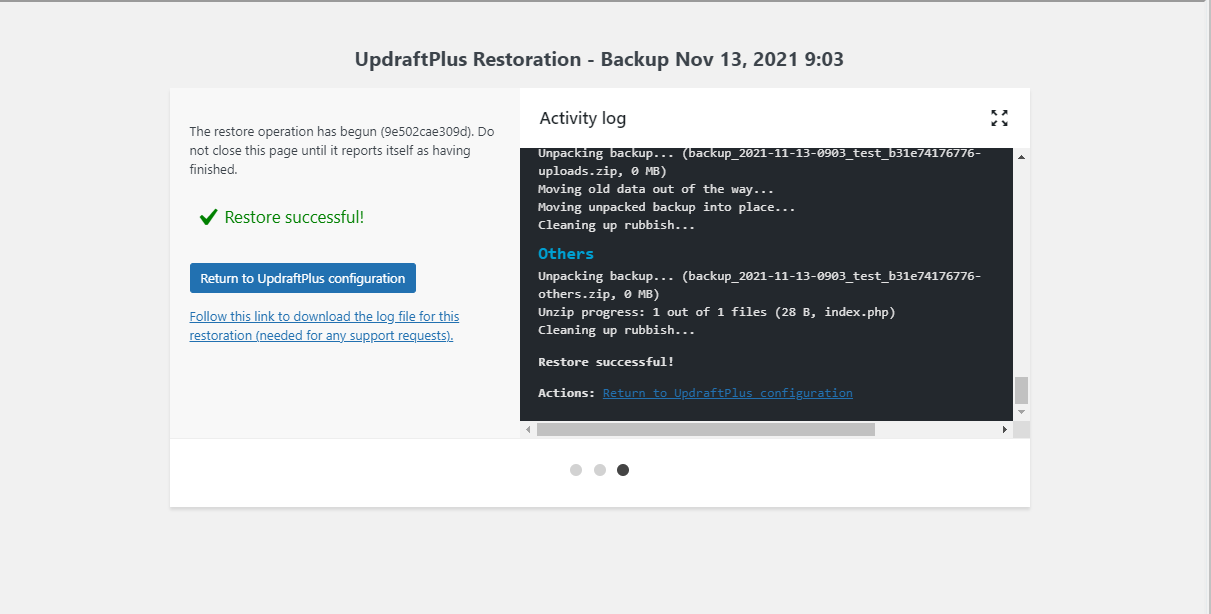 UpdraftPlus Restoration - Backup Nov 13, 2021 9:03
The restore operation has begun (9e502cae309d). Do
not close this page until it reports itself as having
finished.
Restore successful!
Return to UpdraftPlus configuration
Follow this link to download the log file for this
restoration (needed for any support requests).
Activity log
Unpacking backup... (backup_2021-11-13-0903_test_b31e74176776-
uploads.zip, 0 MB)
Moving old data out of the way...
Moving unpacked backup into place...
Cleaning up rubbish...
Others
Unpacking backup... (backup_2021-11-13-0903_test_b31e74176776-
others.zip, 0 MB)
Unzip progress: 1 out of 1 files (28 B, index.php)
Cleaning up rubbish...
Restore successful!
Actions: Return to UpdraftPlus configuration